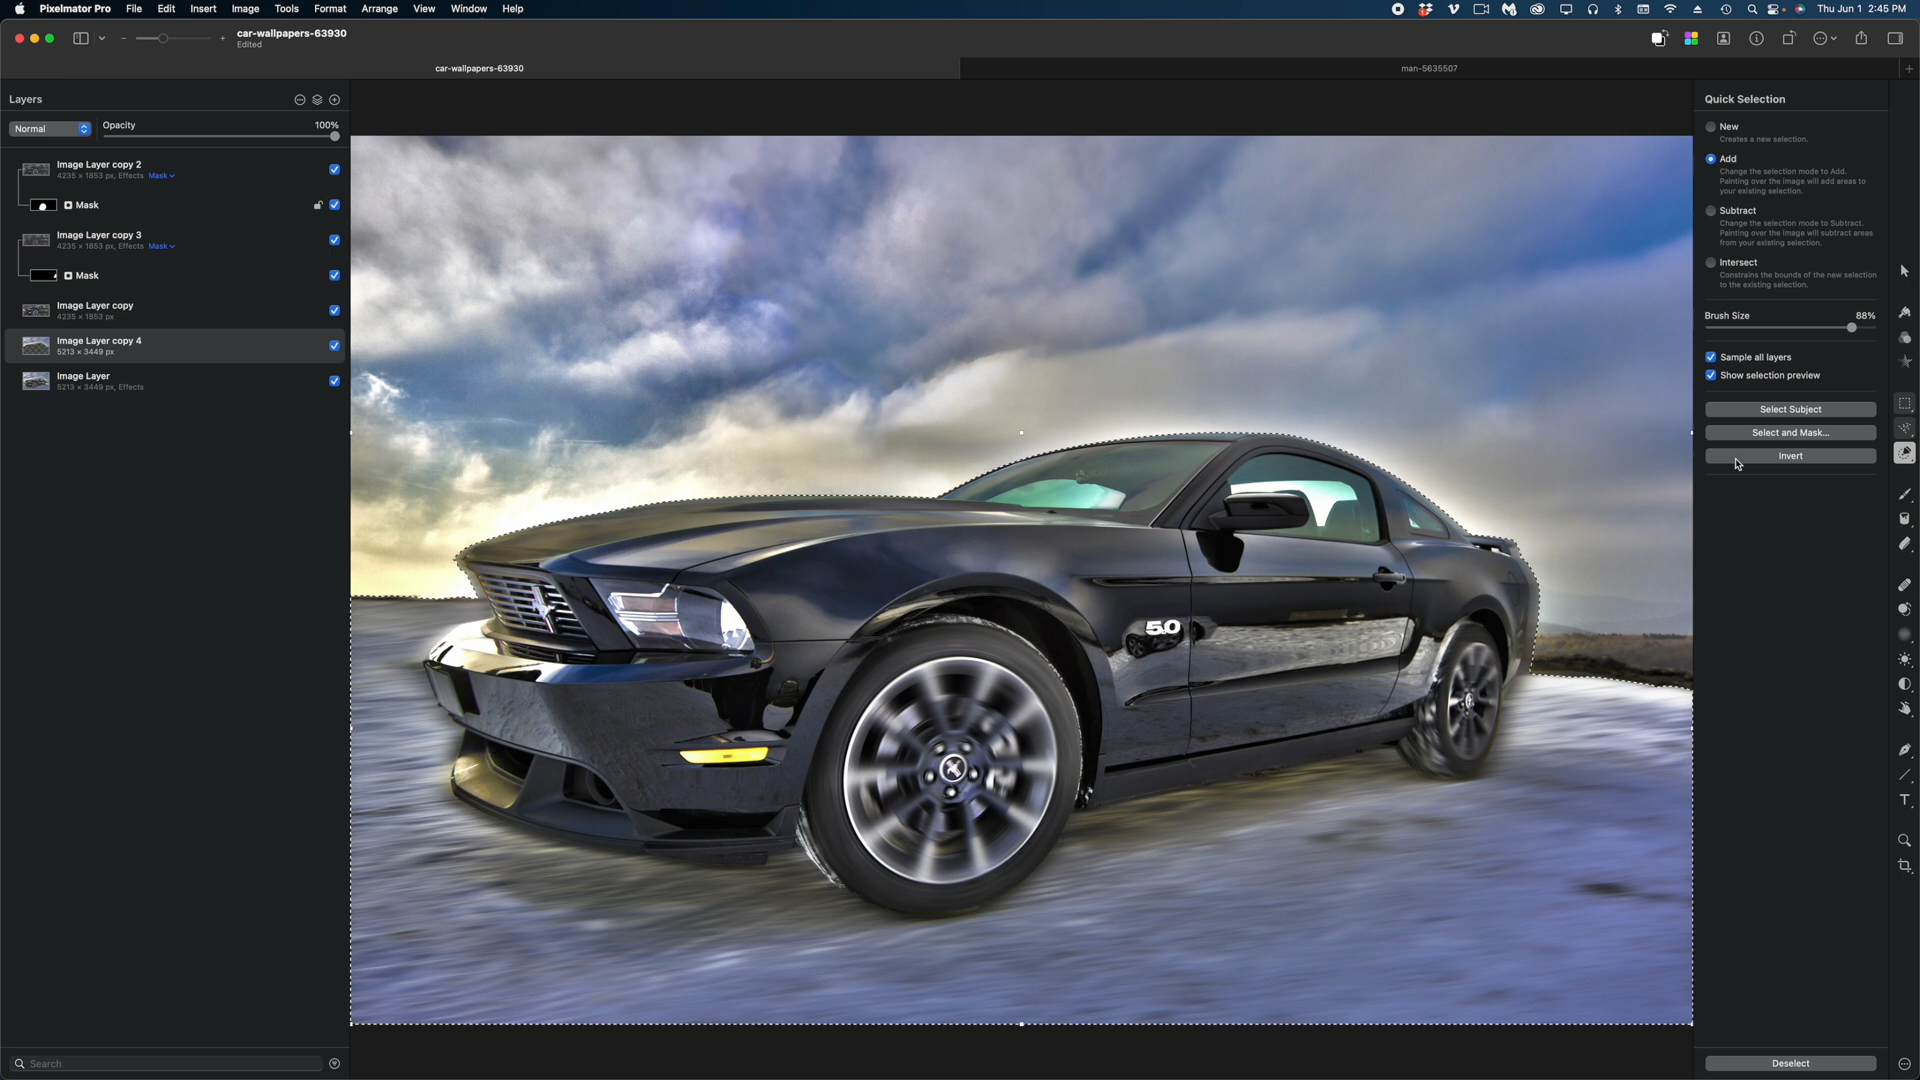 Pixelmator Pro File Edit Insert Image Tools Format Arrange View Window Help
Thu Jun 1 2:45 PM
car-wallpapers-63930
Edited
car-wallpapers-63930
man-5635507
Layers
Normal
Opacity
100%
Image Layer copy 2
4235 × 1853 px, Effects Mask
Mask
Image Layer copy 3
4235 × 1853 px, Effects Mask
Mask
Image Layer copy
4235 × 1853 px
Image Layer copy 4
5213 × 3449 px
Image Layer
5213 × 3449 px, Effects
Search
5.0
Quick Selection
New
Creates a new selection.
Add
Change the selection mode to Add.
Painting over the image will add areas to
your existing selection.
Subtract
Change the selection mode to Subtract.
Painting over the image will subtract areas
from your existing selection.
Intersect
Constrains the bounds of the new selection
to the existing selection.
Brush Size
88%
Sample all layers
Show selection preview
Select Subject
Select and Mask...
Invert
Deselect